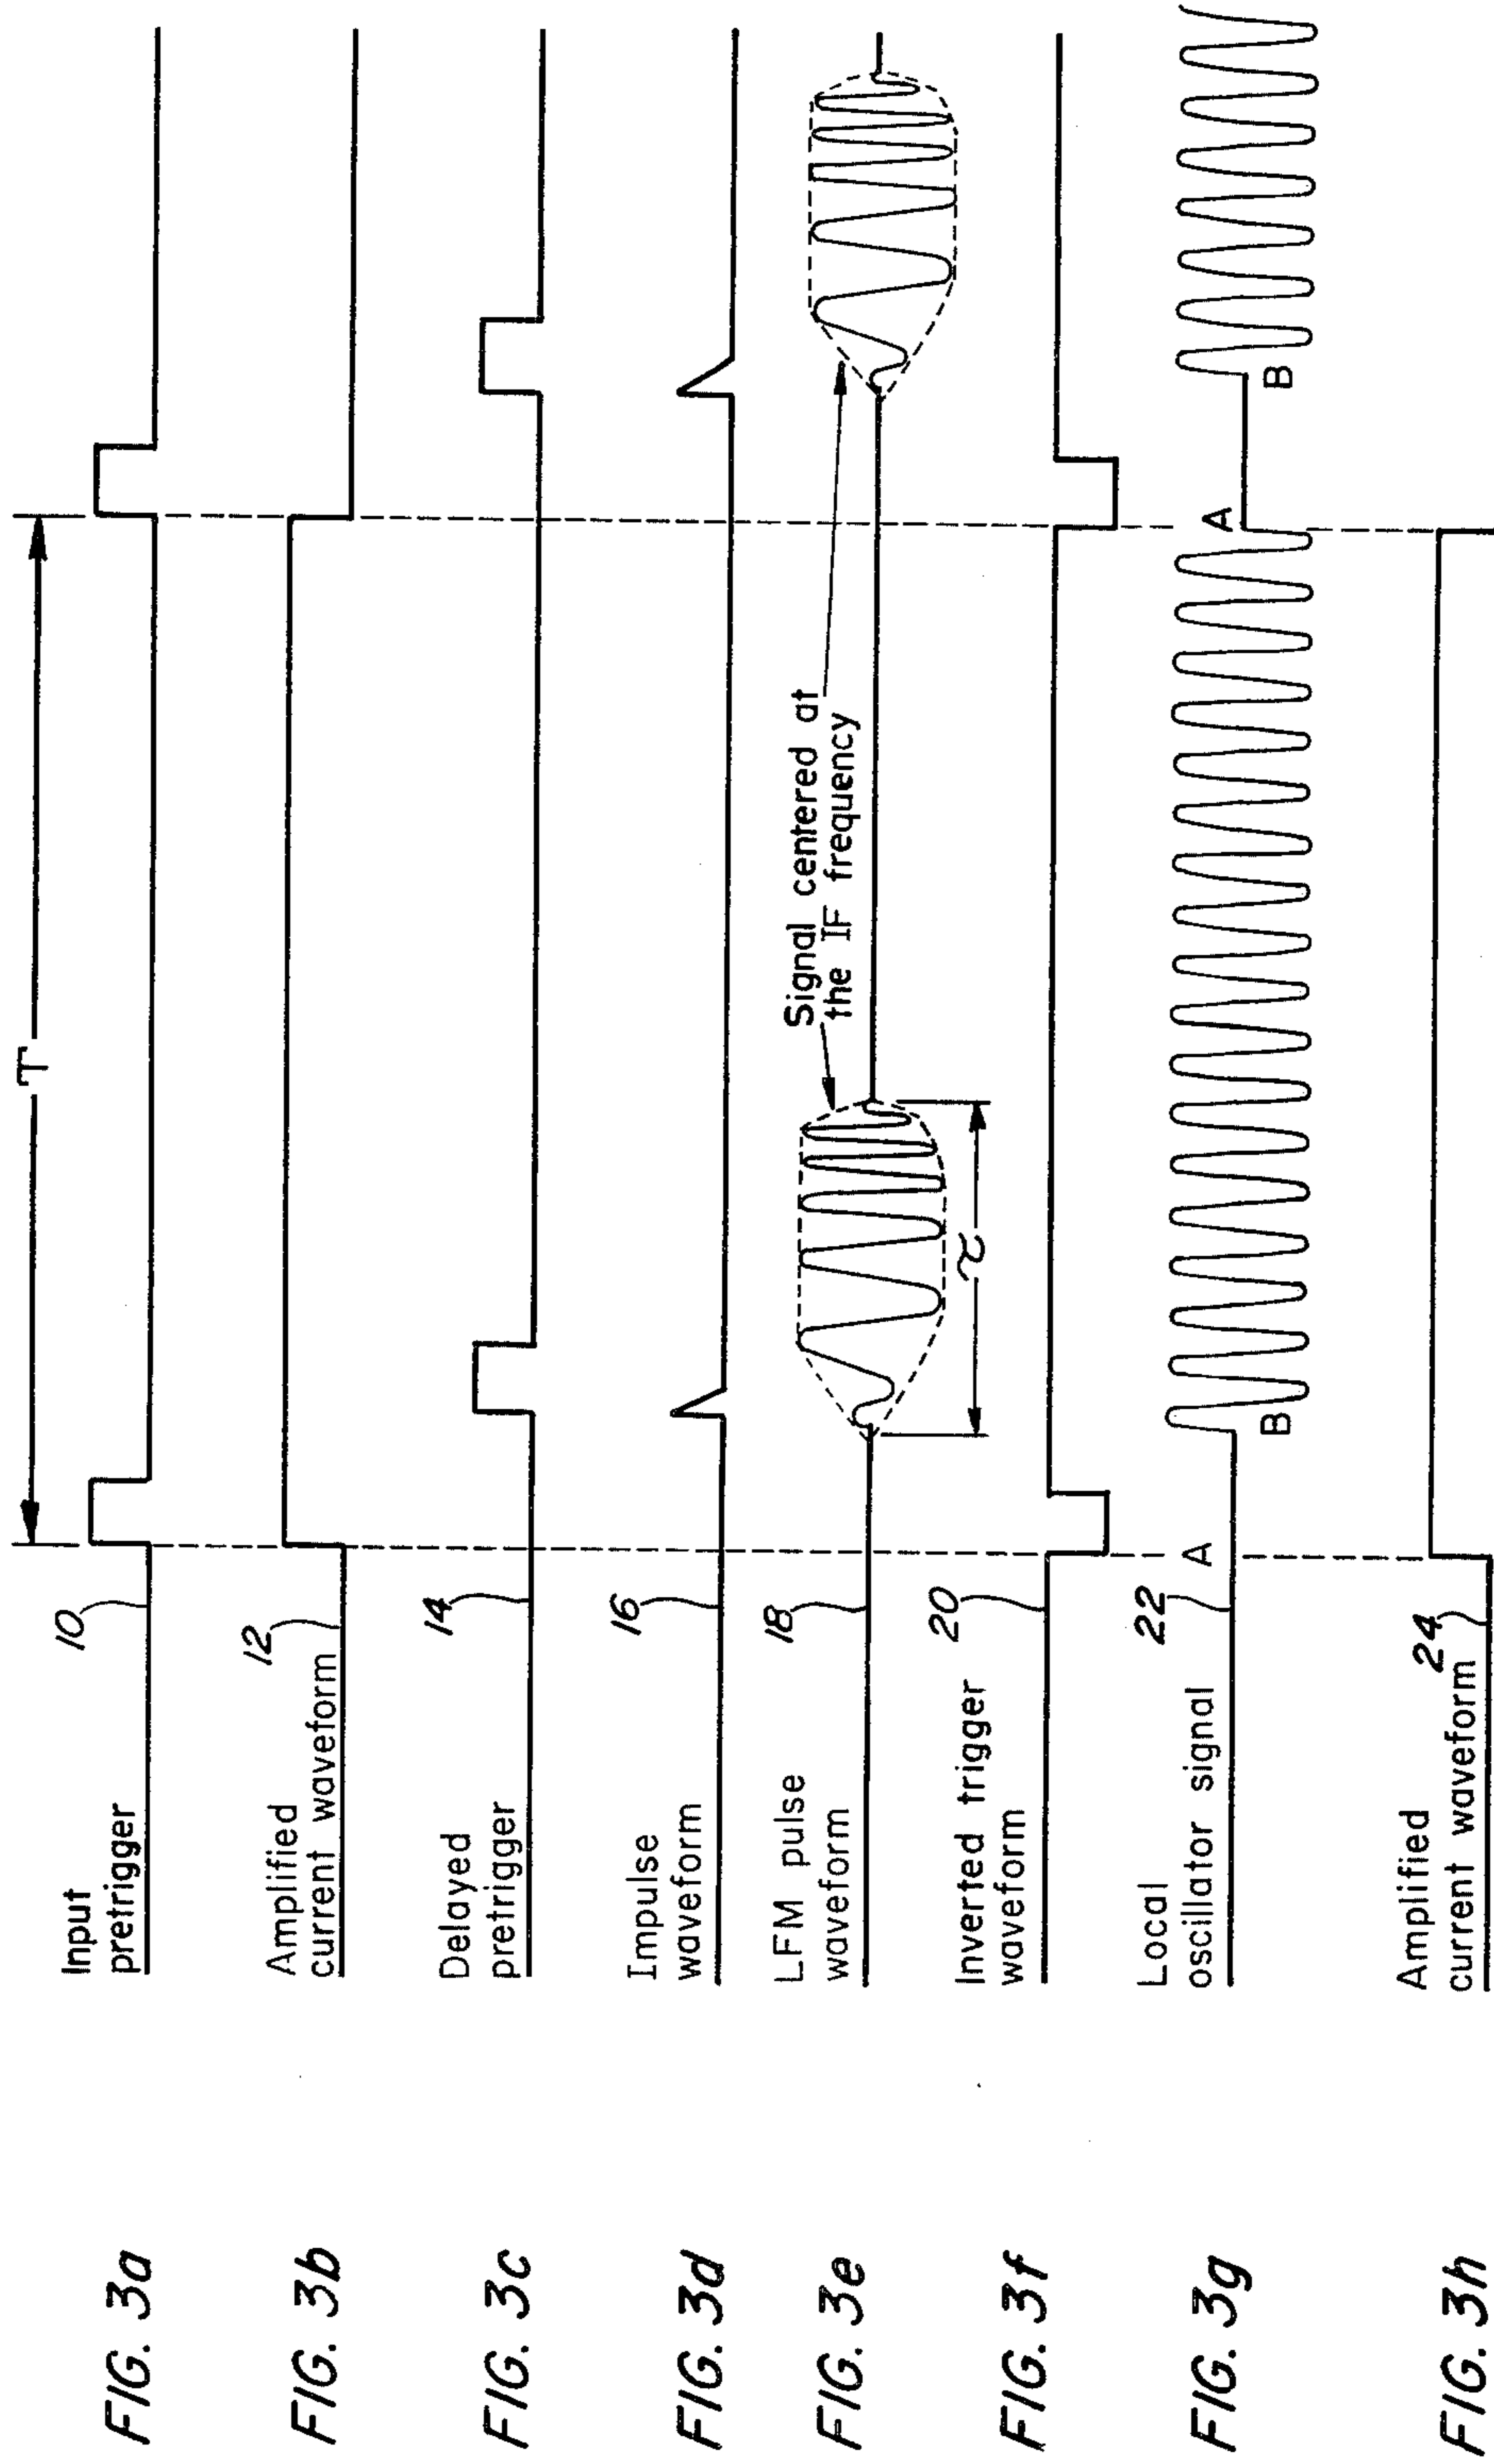 T
FIG. 3a
Input
pretrigger
10
FIG. 3b
Amplified
current waveform
12
FIG. 3c
Delayed
pretrigger
14
FIG. 3d
Impulse
waveform
16
FIG. 3e
LFM pulse
waveform
18
Signal centered at
the IF frequency
τ
FIG. 3f
Inverted trigger
waveform
20
FIG. 3g
Local
oscillator signal
22
A
B
A
B
FIG. 3h
Amplified
current waveform
24